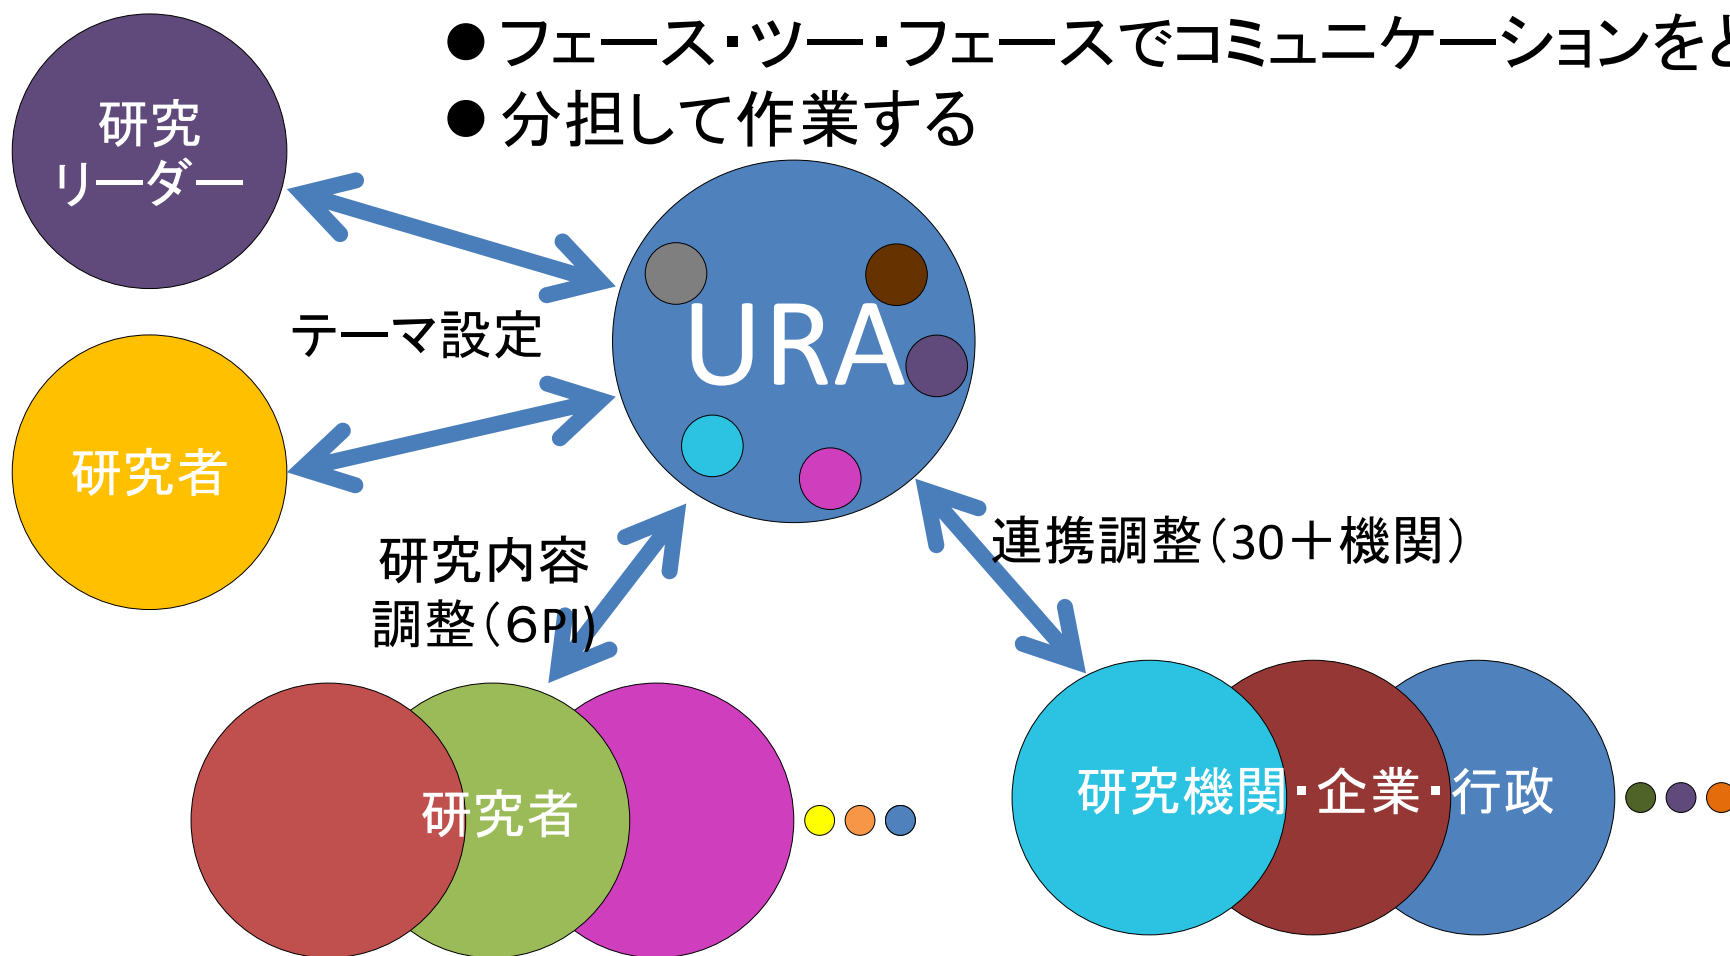 ●フェース・ツー・フェースでコミュニケーションを
●分担して作業する
研究
リーダー
URA
テーマ設定
研究者
研究内容
調整（６PI)
連携調整（30＋機関）
研究者
研究機関・企業・行政